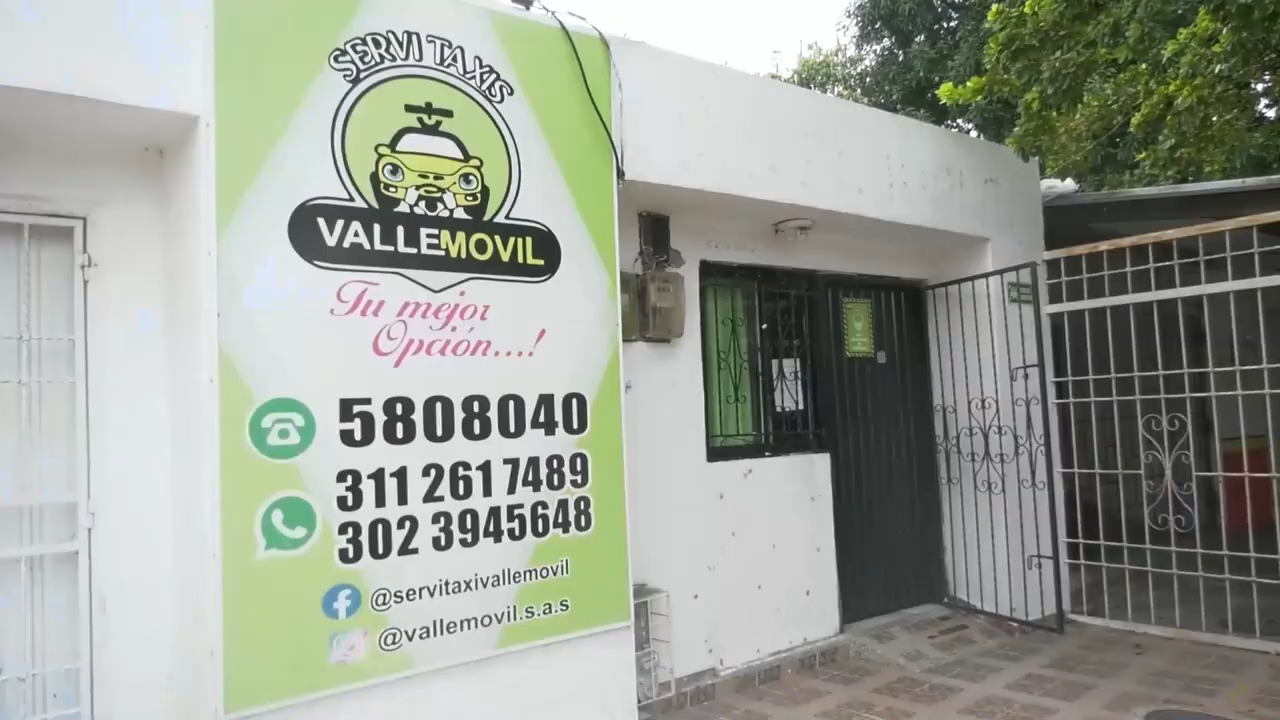 SERVI TAXIS
VALLEMOVIL
Tu mejor
Opción...!
5808040
311 261 7489
302 3945648
@servitaxivallemovil
@vallemovil.s.a.s